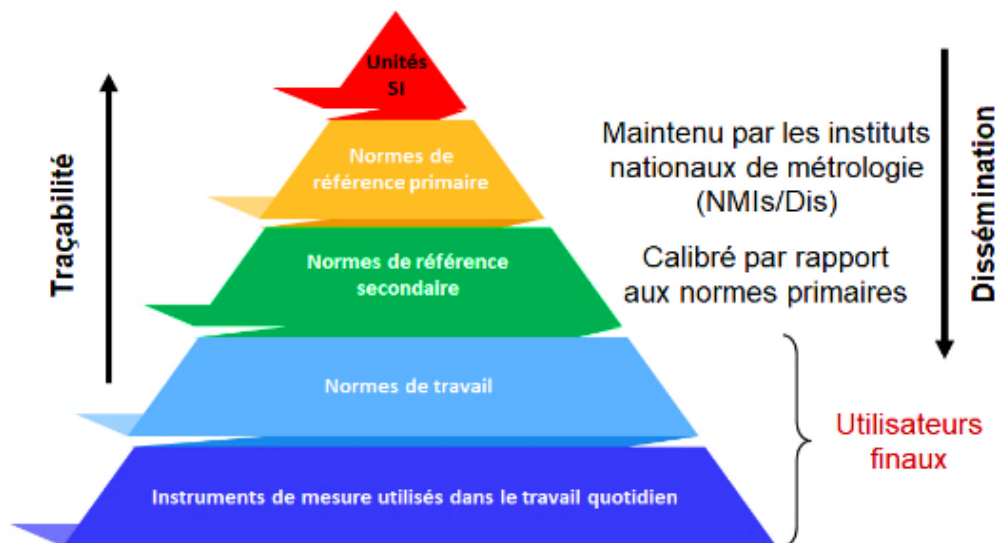 Unités
SI
Normes de
référence primaire
Normes de référence
secondaire
Normes de travail
Instruments de mesure utilisés dans le travail quotidien
Traçabilité
Maintenu par les instituts
nationaux de métrologie
(NMIs/Dis)
Calibré par rapport
aux normes primaires
Utilisateurs
finaux
Dissémination